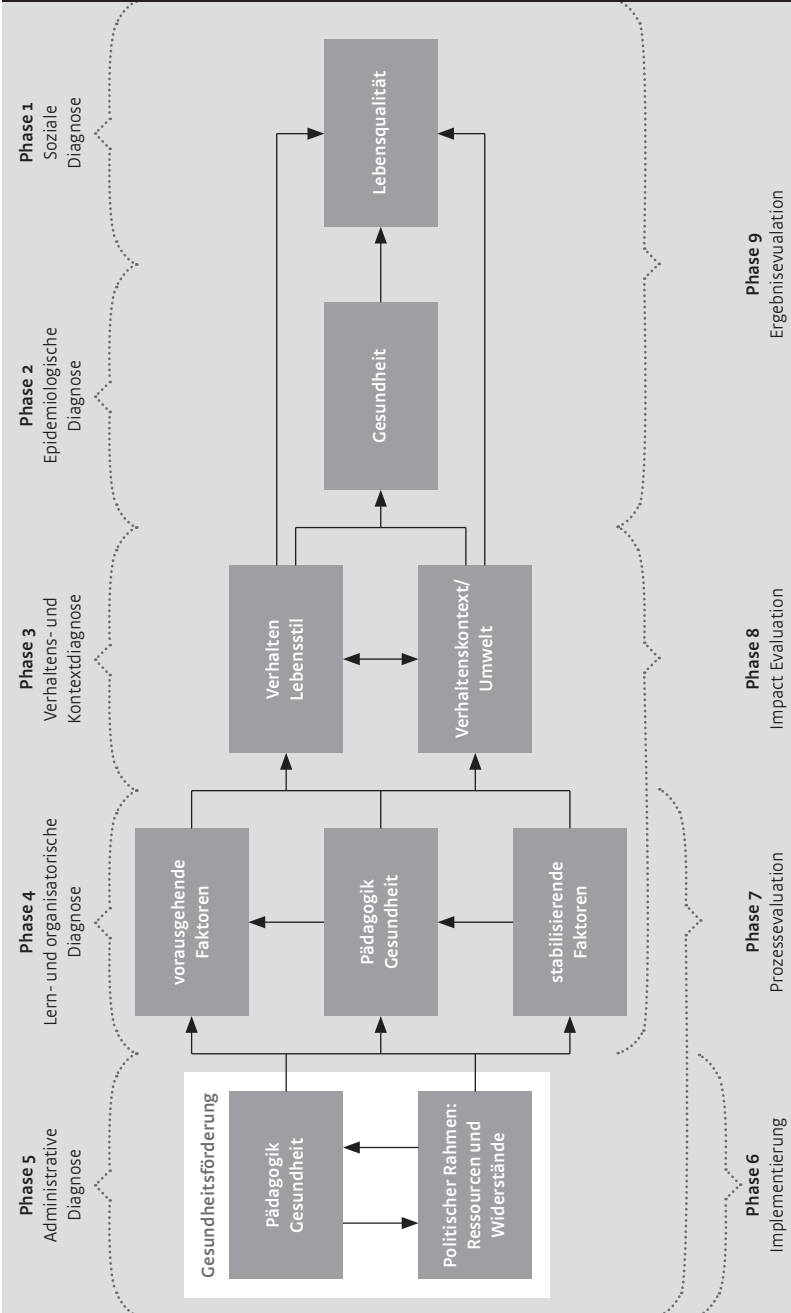 Phase 5
Administrative
Diagnose
Phase 4
Lern- und organisatorische
Diagnose
Phase 3
Verhaltens- und
Kontextdiagnose
Phase 2
Epidemiologische
Diagnose
Phase 1
Soziale
Diagnose
Gesundheitsförderung
Pädagogik
Gesundheit
Politischer Rahmen:
Ressourcen und
Widerstände
vorausgehende
Faktoren
Pädagogik
Gesundheit
stabilisierende
Faktoren
Verhalten
Lebensstil
Verhaltenskontext/
Umwelt
Gesundheit
Lebensqualität
Phase 6
Implementierung
Phase 7
Prozessevaluation
Phase 8
Impact Evaluation
Phase 9
Ergebnisevualation